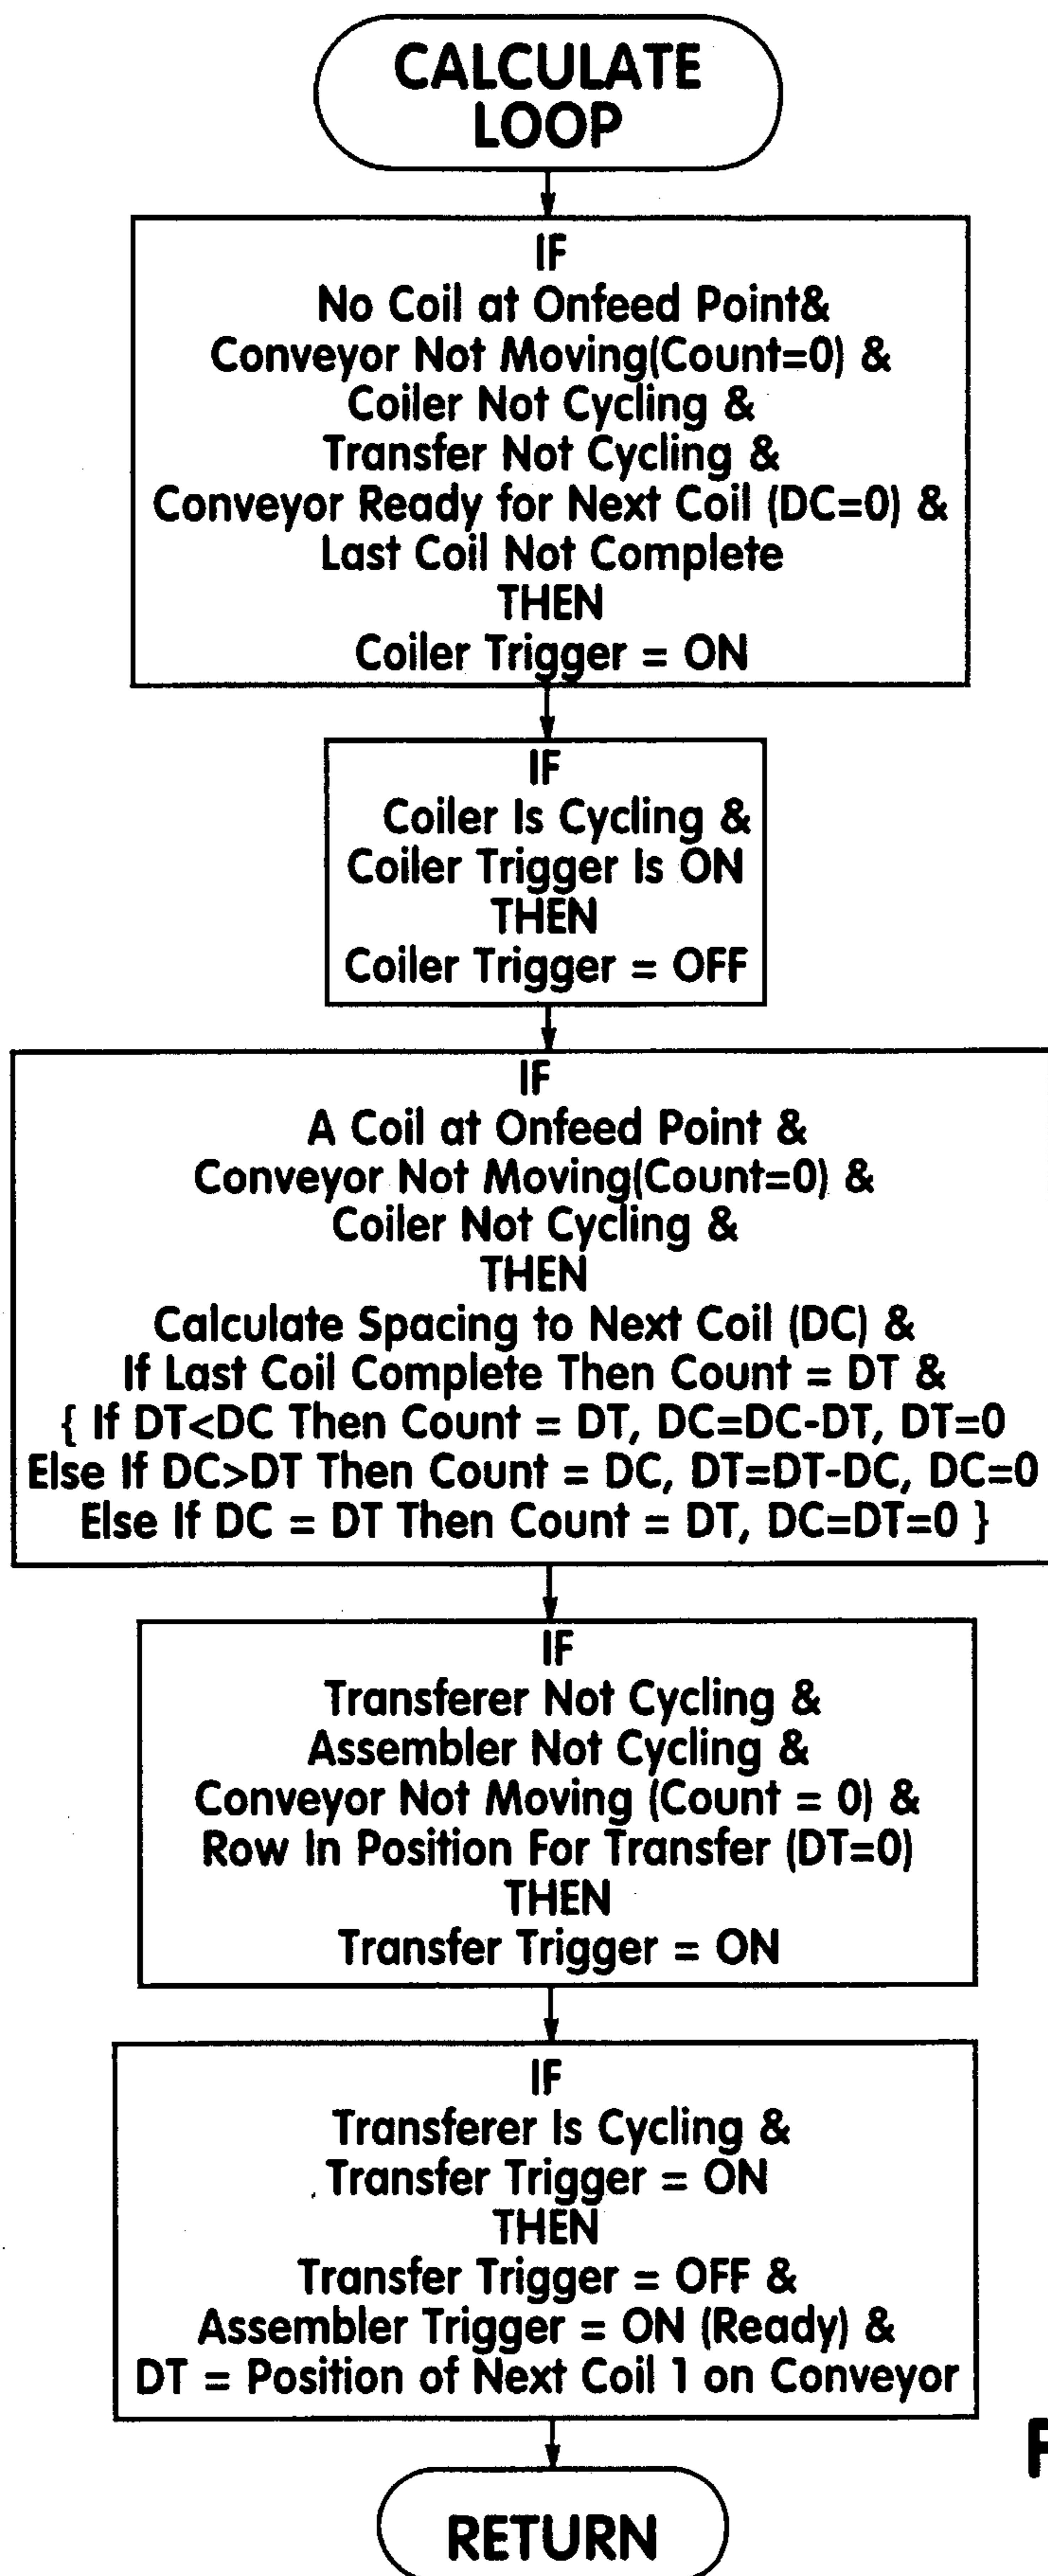 CALCULATE
LOOP
IF
No Coil at Onfeed Point&
Conveyor Not Moving(Count=0) &
Coiler Not Cycling &
Transfer Not Cycling &
Conveyor Ready for Next Coil (DC=0) &
Last Coil Not Complete
THEN
Coiler Trigger = ON
IF
Coiler Is Cycling &
Coiler Trigger Is ON
THEN
Coiler Trigger = OFF
IF
A Coil at Onfeed Point &
Conveyor Not Moving(Count=0) &
Coiler Not Cycling &
THEN
Calculate Spacing to Next Coil (DC) &
If Last Coil Complete Then Count = DT &
{ If DT<DC Then Count = DT, DC=DC-DT, DT=0
Else If DC>DT Then Count = DC, DT=DT-DC, DC=0
Else If DC = DT Then Count = DT, DC=DT=0 }
IF
Transferer Not Cycling &
Assembler Not Cycling &
Conveyor Not Moving (Count = 0) &
Row In Position For Transfer (DT=0)
THEN
Transfer Trigger = ON
IF
Transferer Is Cycling &
Transfer Trigger = ON
THEN
Transfer Trigger = OFF &
Assembler Trigger = ON (Ready) &
DT = Position of Next Coil 1 on Conveyor
RETURN